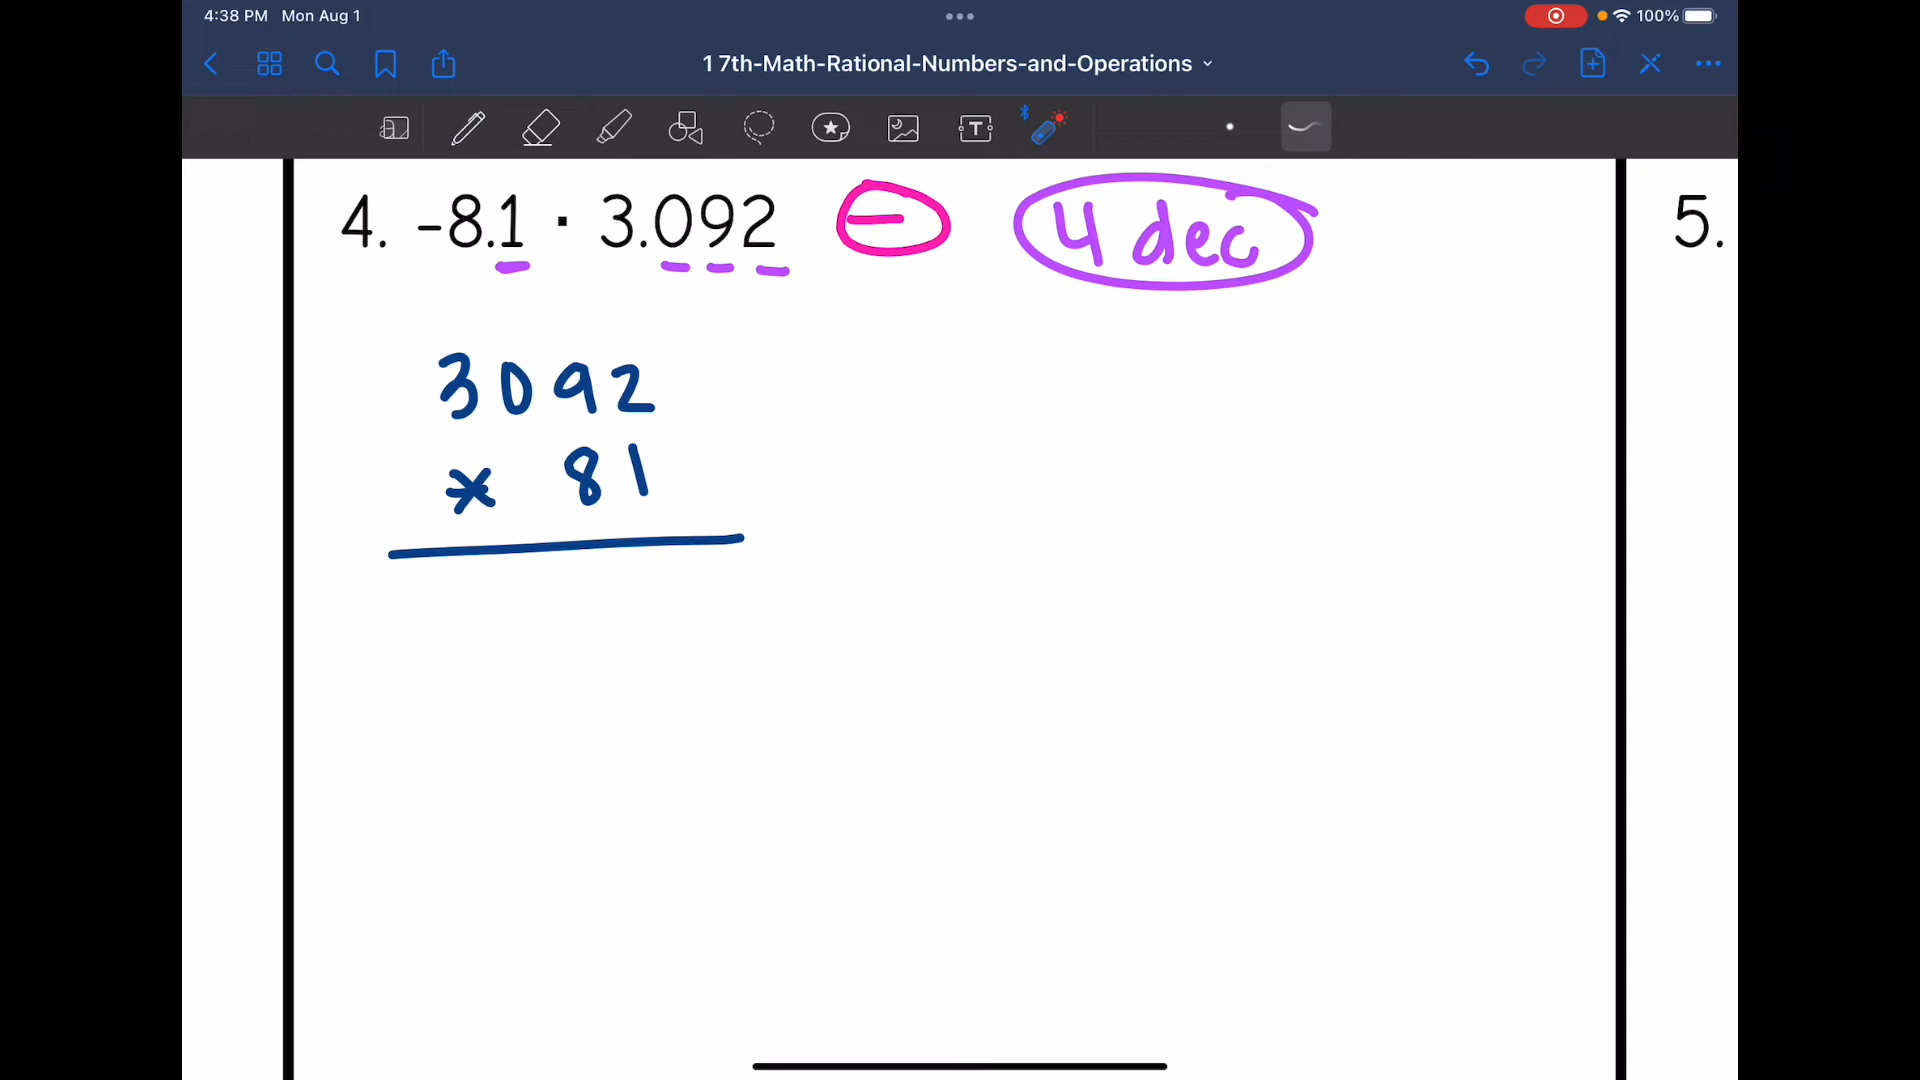 4:38 PM Mon Aug 1
100%
1 7th-Math-Rational-Numbers-and-Operations
T
4. -8.1 · 3.092 − 4 dec
5.
3092
* 81